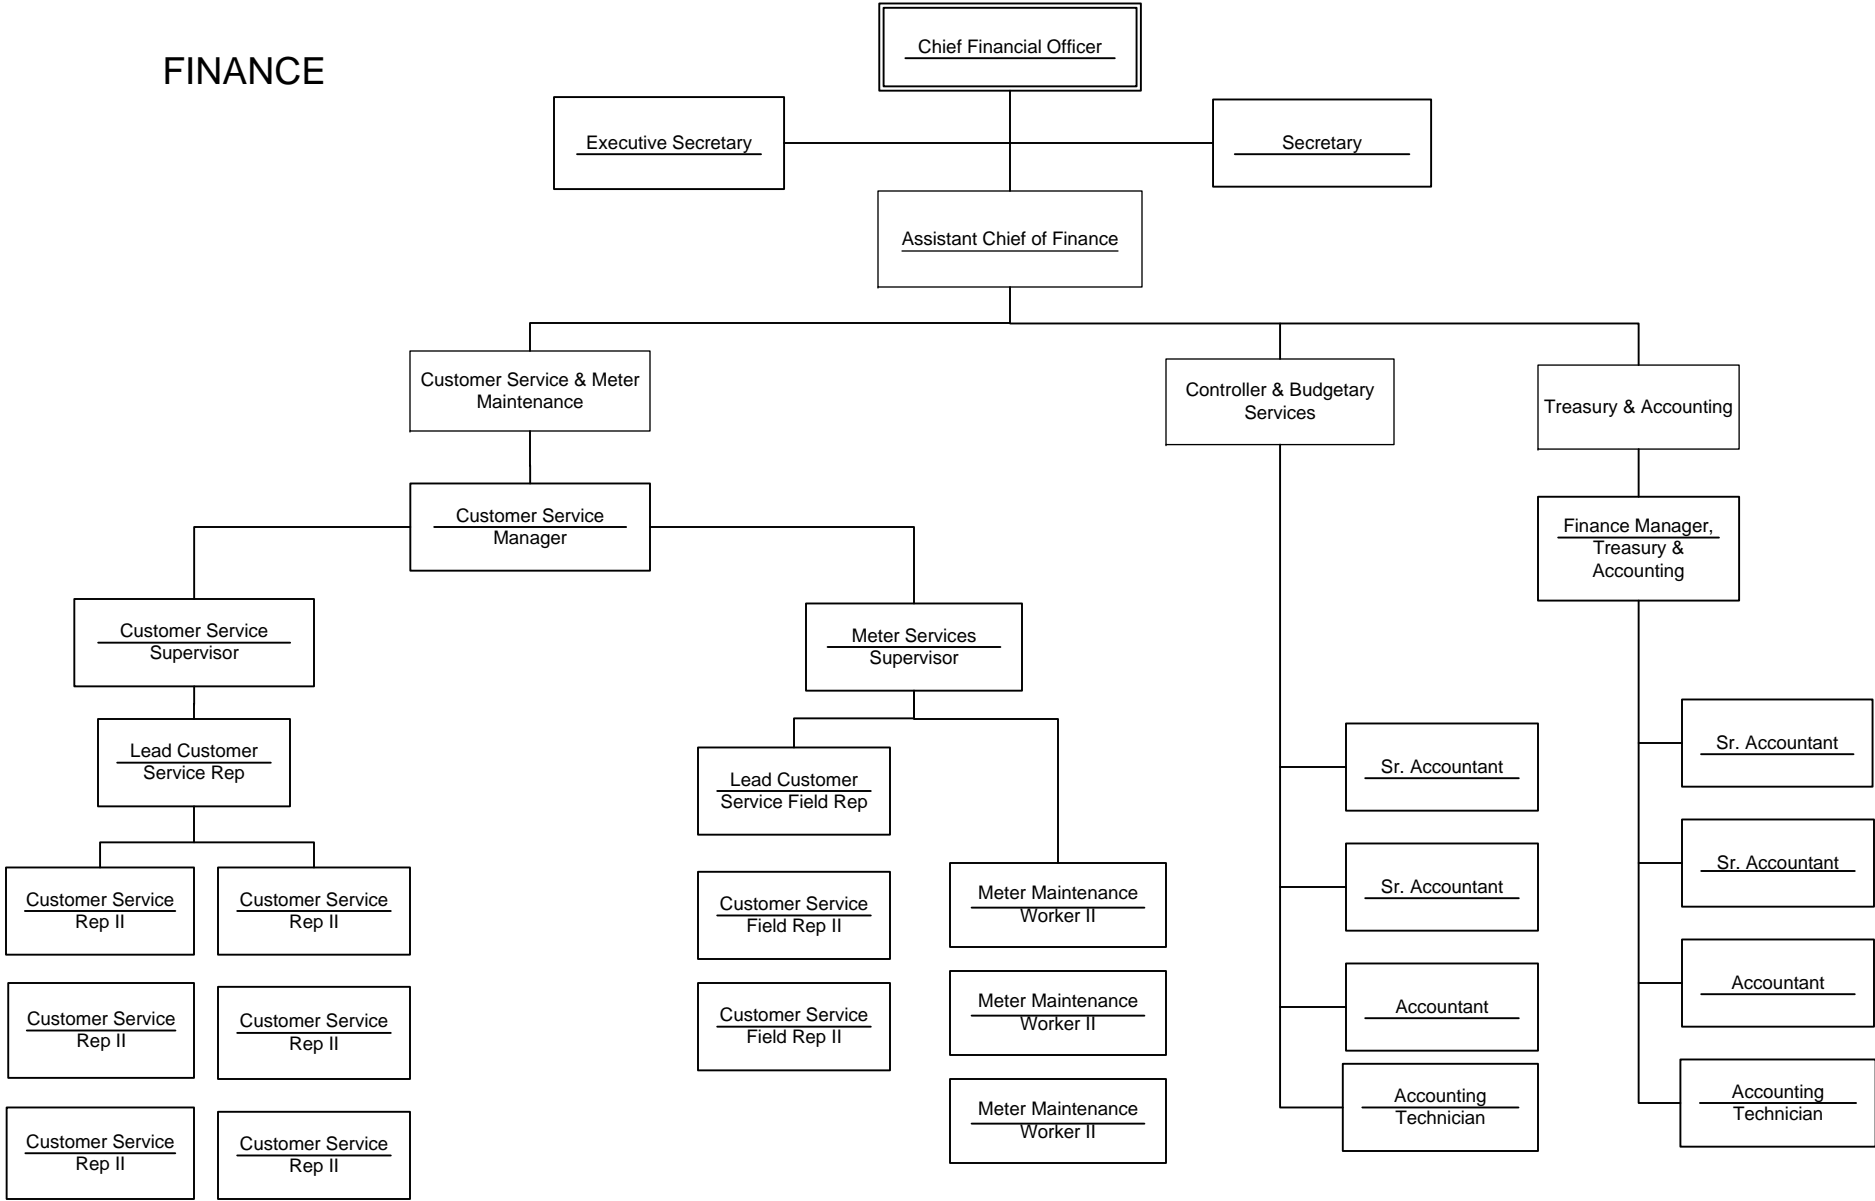 FINANCE
Chief Financial Officer
Executive Secretary
Secretary
Assistant Chief of Finance
Customer Service & Meter
Maintenance
Controller & Budgetary
Services
Treasury & Accounting
Customer Service
Manager
Finance Manager,
Treasury &
Accounting
Customer Service
Supervisor
Meter Services
Supervisor
Lead Customer
Service Rep
Lead Customer
Service Field Rep
Sr. Accountant
Sr. Accountant
Customer Service
Rep II
Customer Service
Rep II
Customer Service
Field Rep II
Meter Maintenance
Worker II
Sr. Accountant
Sr. Accountant
Customer Service
Rep II
Customer Service
Rep II
Customer Service
Field Rep II
Meter Maintenance
Worker II
Accountant
Accountant
Customer Service
Rep II
Customer Service
Rep II
Meter Maintenance
Worker II
Accounting
Technician
Accounting
Technician